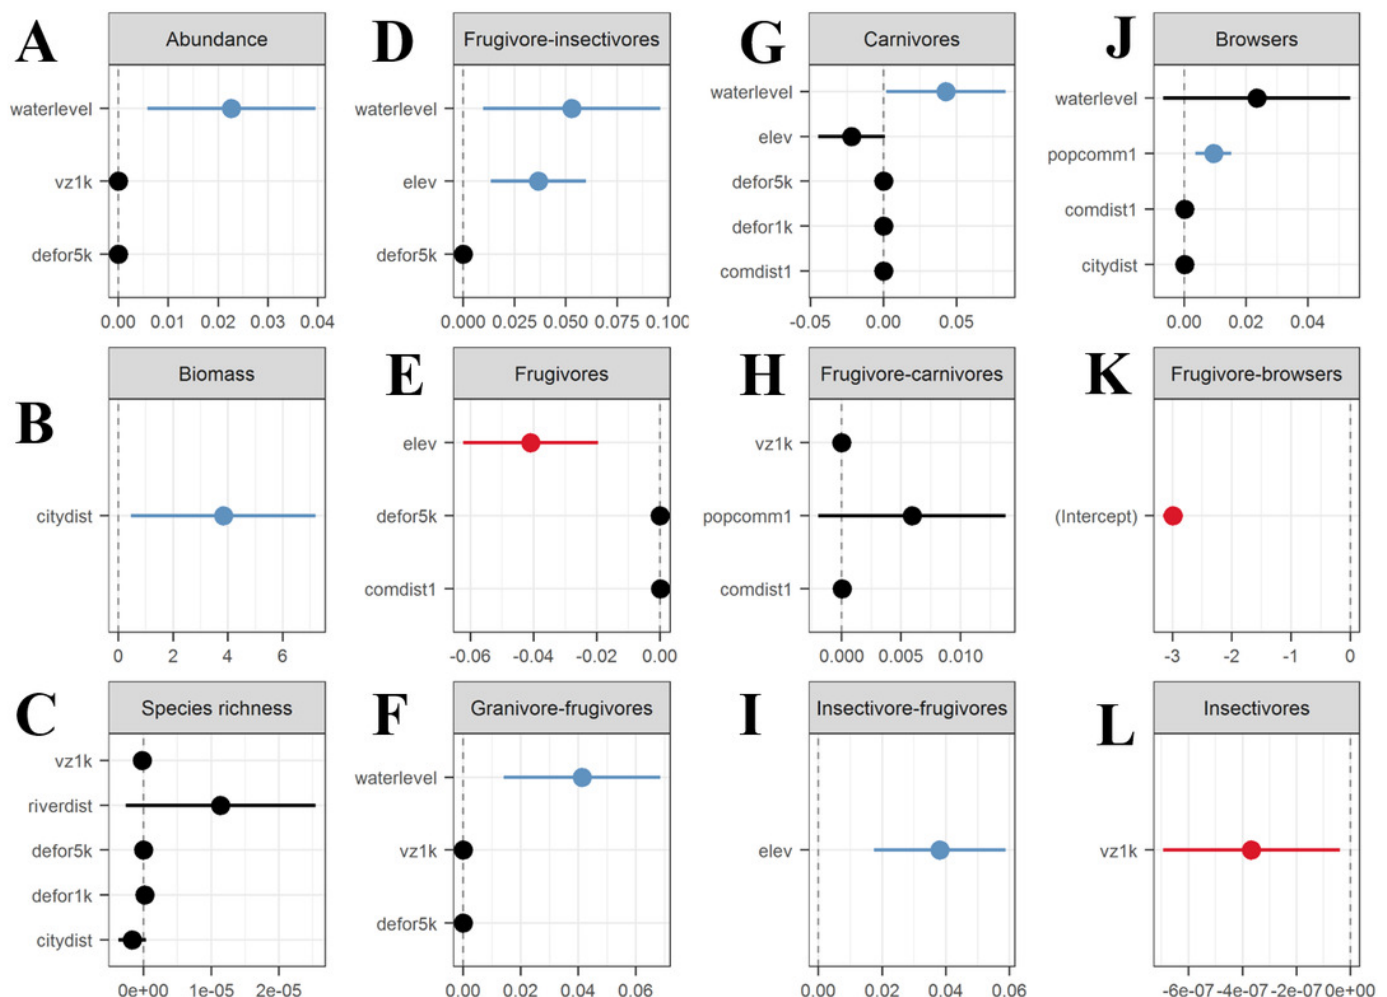 A
Abundance
waterlevel
vz1k
defor5k
0.00 0.01 0.02 0.03 0.04
D
Frugivore-insectivores
waterlevel
elev
defor5k
0.000 0.025 0.050 0.075 0.100
G
Carnivores
waterlevel
elev
defor5k
defor1k
comdist1
-0.05 0.00 0.05
J
Browsers
waterlevel
popcomm1
comdist1
citydist
0.00 0.02 0.04
B
Biomass
citydist
0 2 4 6
E
Frugivores
elev
defor5k
comdist1
-0.06 -0.04 -0.02 0.00
H
Frugivore-carnivores
vz1k
popcomm1
comdist1
0.000 0.005 0.010
K
Frugivore-browsers
(Intercept)
-3 -2 -1 0
C
Species richness
vz1k
riverdist
defor5k
defor1k
citydist
0e+00 1e-05 2e-05
F
Granivore-frugivores
waterlevel
vz1k
defor5k
0.00 0.02 0.04 0.06
I
Insectivore-frugivores
elev
0.00 0.02 0.04 0.06
L
Insectivores
vz1k
-6e-07 -4e-07 -2e-07 0e+00